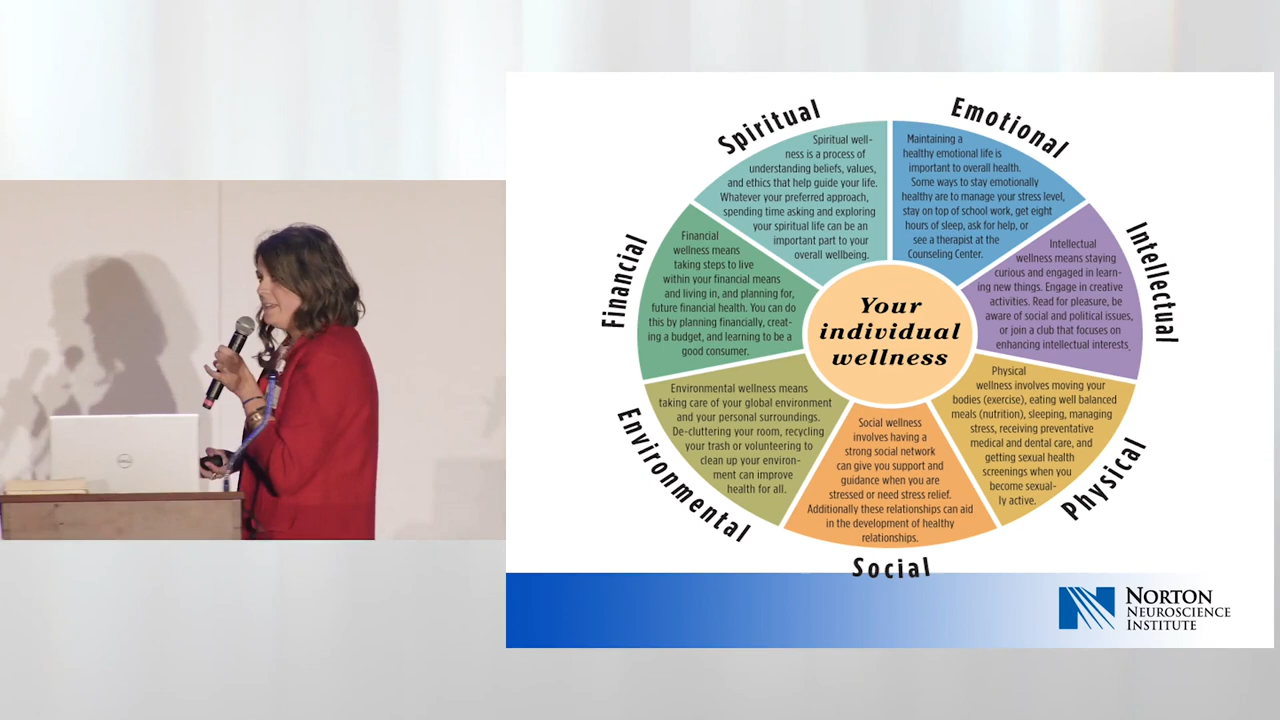 Spiritual
Spiritual well-
ness is a process of
understanding beliefs, values,
and ethics that help guide your life.
Whatever your preferred approach,
spending time asking and exploring
your spiritual life can be an
important part to your
overall wellbeing.
Emotional
Maintaining a
healthy emotional life is
important to overall health.
Some ways to stay emotionally
healthy are to manage your stress level,
stay on top of school work, get eight
hours of sleep, ask for help, or
see a therapist at the
Counseling Center.
Intellectual
Intellectual
wellness means staying
curious and engaged in learn-
ing new things. Engage in creative
activities. Read for pleasure, be
aware of social and political issues,
or join a club that focuses on
enhancing intellectual interests.
Physical
Physical
wellness involves moving your
bodies (exercise), eating well balanced
meals (nutrition), sleeping, managing
stress, receiving preventative
medical and dental care, and
getting sexual health
screenings when you
become sexual-
ly active.
Social
Social wellness
involves having a
strong social network
can give you support and
guidance when you are
stressed or need stress relief.
Additionally these relationships can aid
in the development of healthy
relationships.
Environmental
Environmental wellness means
taking care of your global environment
and your personal surroundings.
De-cluttering your room, recycling
your trash or volunteering to
clean up your environ-
ment can improve
health for all.
Financial
Financial
wellness means
taking steps to live
within your financial means
and living in, and planning for,
future financial health. You can do
this by planning financially, creat-
ing a budget, and learning to be a
good consumer.
Your
individual
wellness
DELL
NORTON
NEUROSCIENCE
INSTITUTE